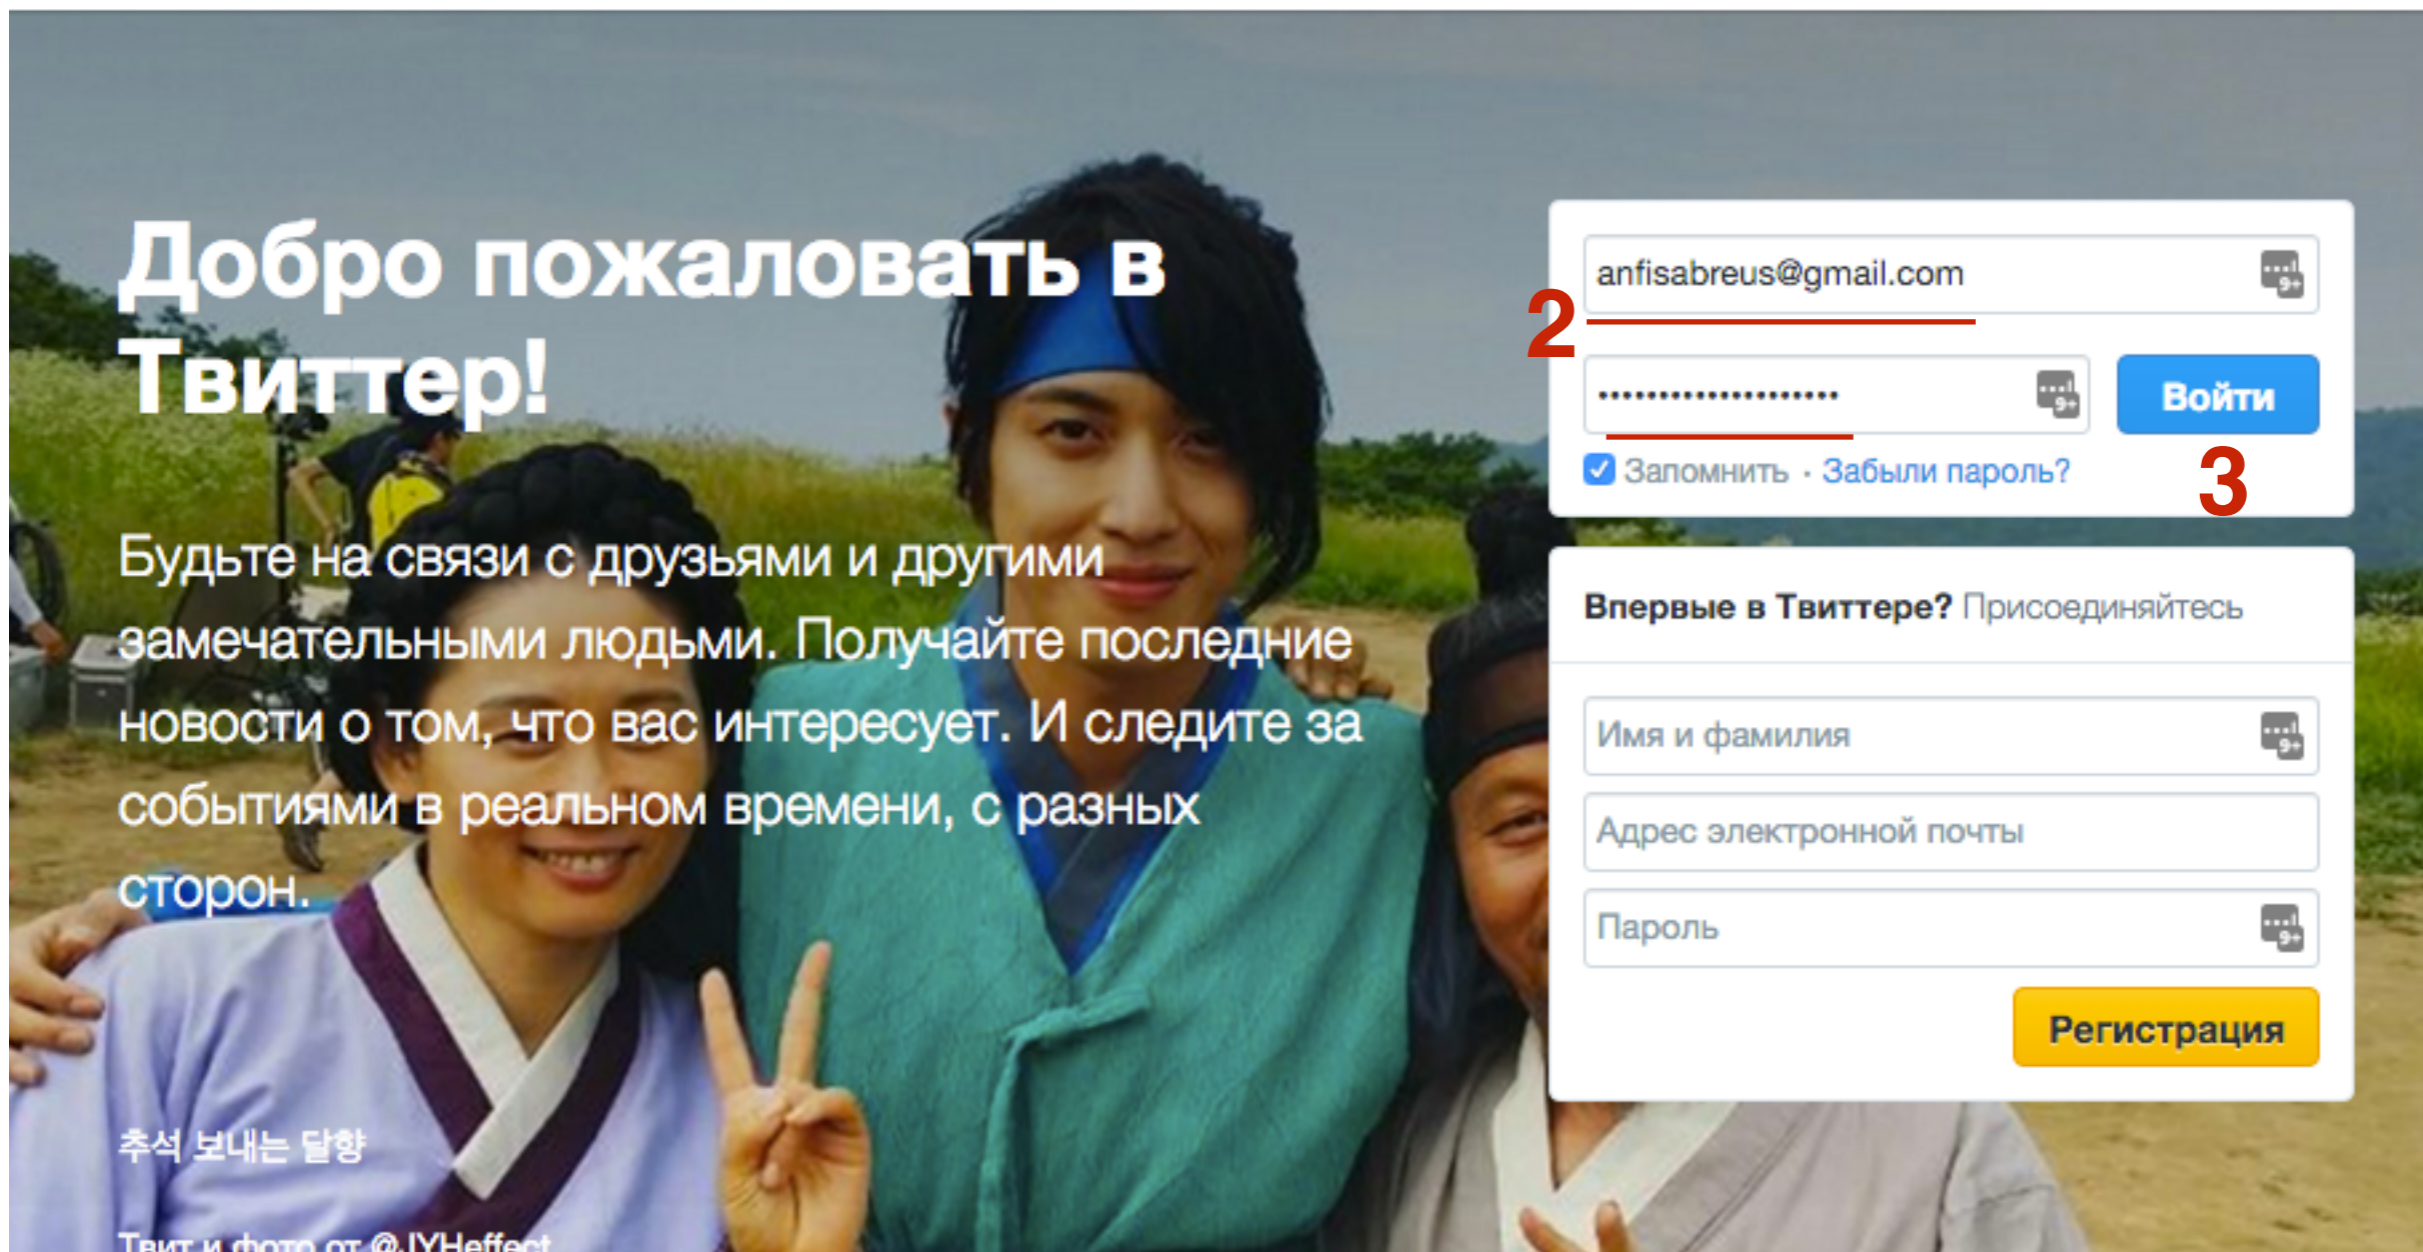 Добро пожаловать в
Твиттер!
Будьте на связи с друзьями и другими
замечательными людьми. Получайте последние
новости о том, что вас интересует. И следите за
событиями в реальном времени, с разных
сторон.
추석 보내는 달향
Твит и фото от @JYHeffect
anfisabreus@gmail.com
2
••••••••••••••••••••
Войти
Запомнить · Забыли пароль?
3
Впервые в Твиттере? Присоединяйтесь
Имя и фамилия
Адрес электронной почты
Пароль
Регистрация